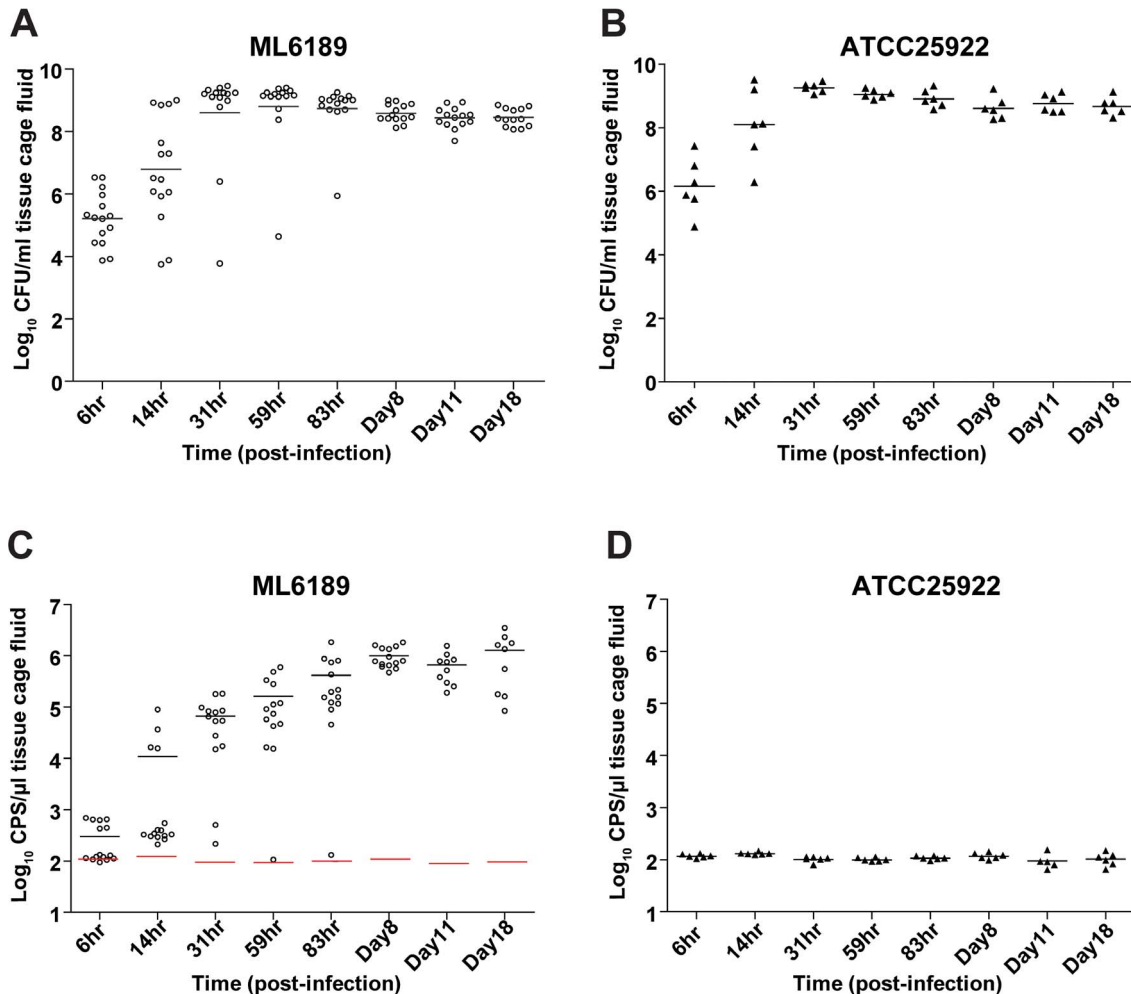 A
ML6189
Log₁₀ CFU/ml tissue cage fluid
10
8
6
4
2
0
6hr
14hr
31hr
59hr
83hr
Day8
Day11
Day18
Time (post-infection)
B
ATCC25922
Log₁₀ CFU/ml tissue cage fluid
10
8
6
4
2
0
6hr
14hr
31hr
59hr
83hr
Day8
Day11
Day18
Time (post-infection)
C
ML6189
Log₁₀ CPS/µl tissue cage fluid
7
6
5
4
3
2
1
6hr
14hr
31hr
59hr
83hr
Day8
Day11
Day18
Time (post-infection)
D
ATCC25922
Log₁₀ CPS/µl tissue cage fluid
7
6
5
4
3
2
1
6hr
14hr
31hr
59hr
83hr
Day8
Day11
Day18
Time (post-infection)